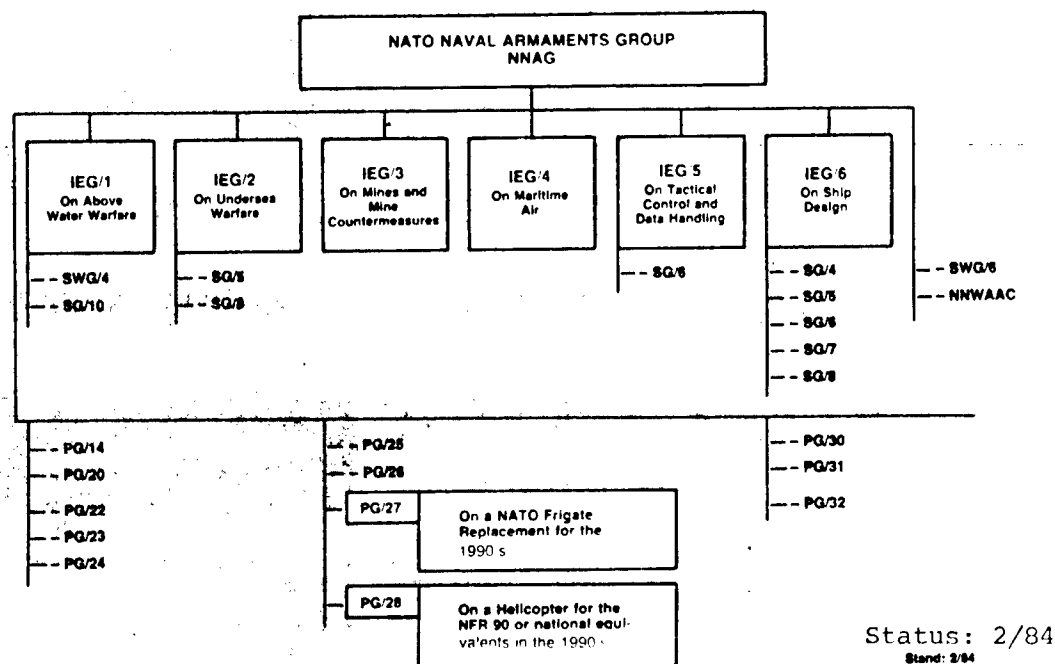 NATO NAVAL ARMAMENTS GROUP
NNAG
IEG/1
On Above
Water Warfare
IEG/2
On Undersea
Warfare
IEG/3
On Mines and
Mine
Countermeasures
IEG/4
On Maritime
Air
IEG/5
On Tactical
Control and
Data Handling
IEG/6
On Ship
Design
SWG/4
SG/10
SG/5
SG/8
SG/6
SG/4
SG/5
SG/6
SG/7
SG/8
SWG/6
NNWAAC
PG/14
PG/20
PG/22
PG/23
PG/24
PG/25
PG/26
PG/27
On a NATO Frigate
Replacement for the
1990 s
PG/28
On a Helicopter for the
NFR 90 or national equi-
valents in the 1990 s
PG/30
PG/31
PG/32
Status: 2/84
Stand: 2/84